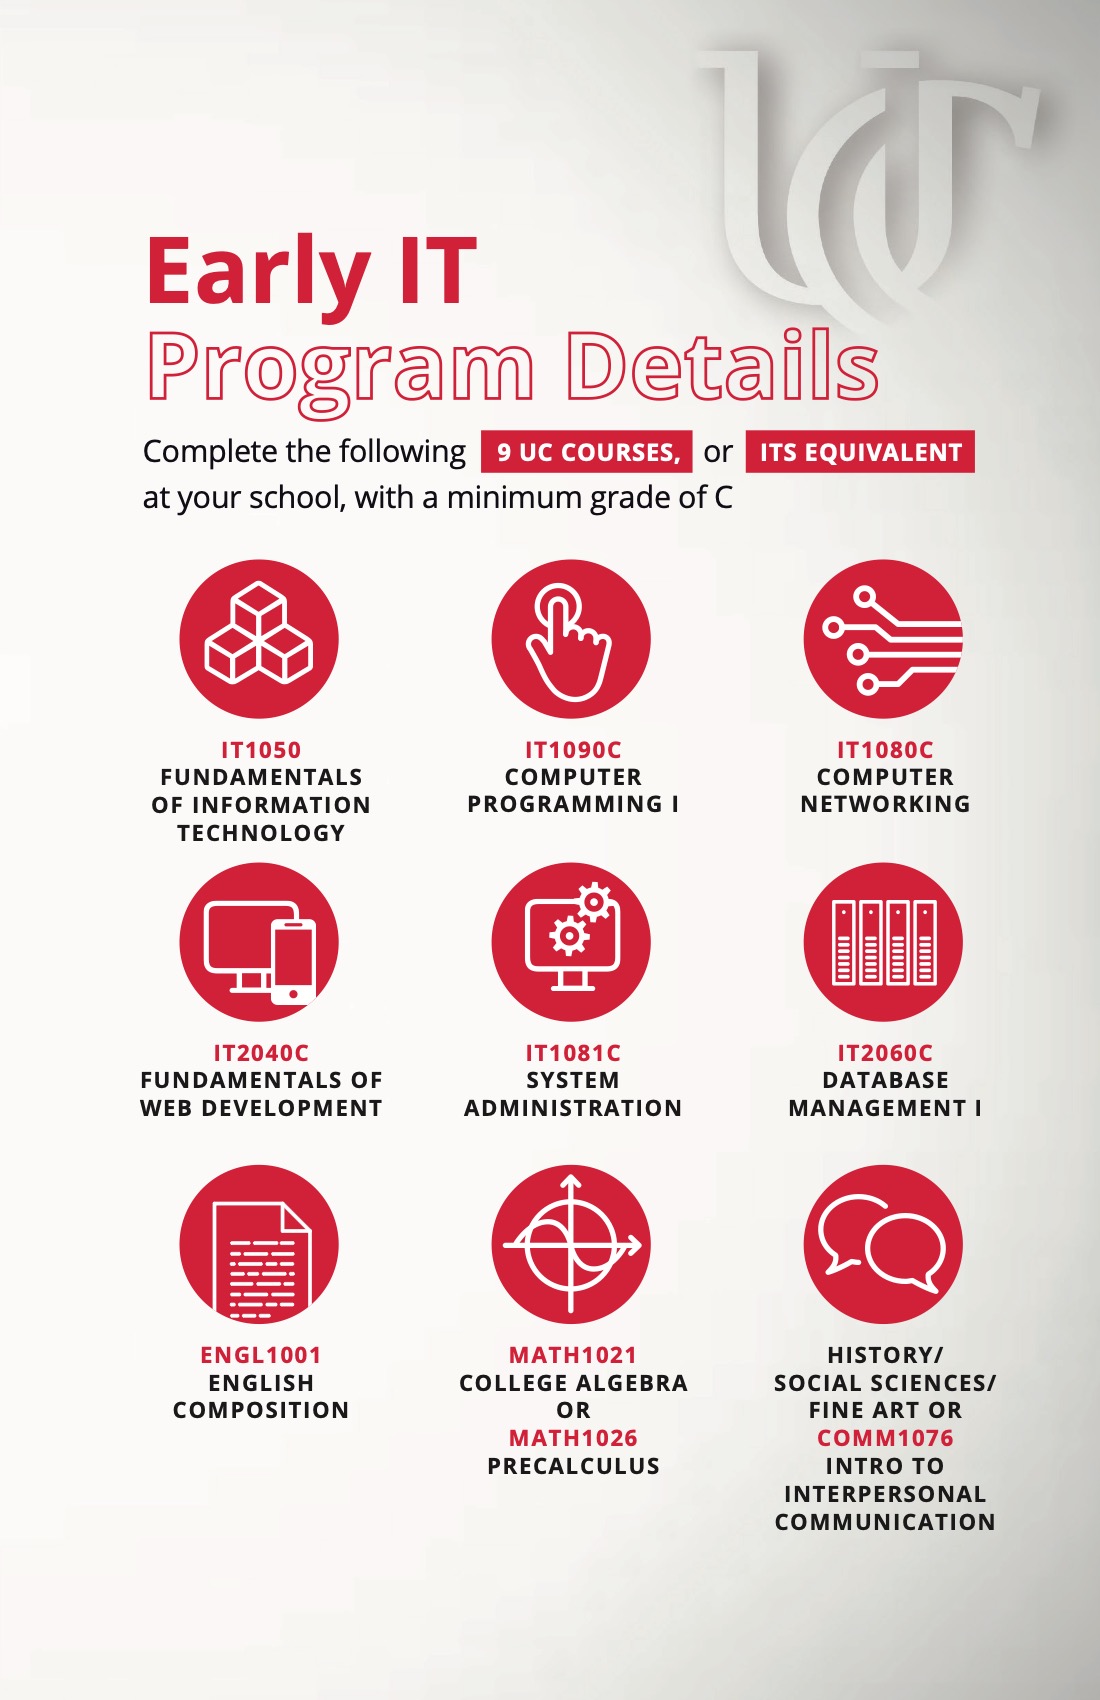 UC
Early IT
Program Details
Complete the following 9 UC COURSES, or ITS EQUIVALENT
at your school, with a minimum grade of C
IT1050
FUNDAMENTALS
OF INFORMATION
TECHNOLOGY
IT1090C
COMPUTER
PROGRAMMING I
IT1080C
COMPUTER
NETWORKING
IT2040C
FUNDAMENTALS OF
WEB DEVELOPMENT
IT1081C
SYSTEM
ADMINISTRATION
IT2060C
DATABASE
MANAGEMENT I
ENGL1001
ENGLISH
COMPOSITION
MATH1021
COLLEGE ALGEBRA
OR
MATH1026
PRECALCULUS
HISTORY/
SOCIAL SCIENCES/
FINE ART OR
COMM1076
INTRO TO
INTERPERSONAL
COMMUNICATION